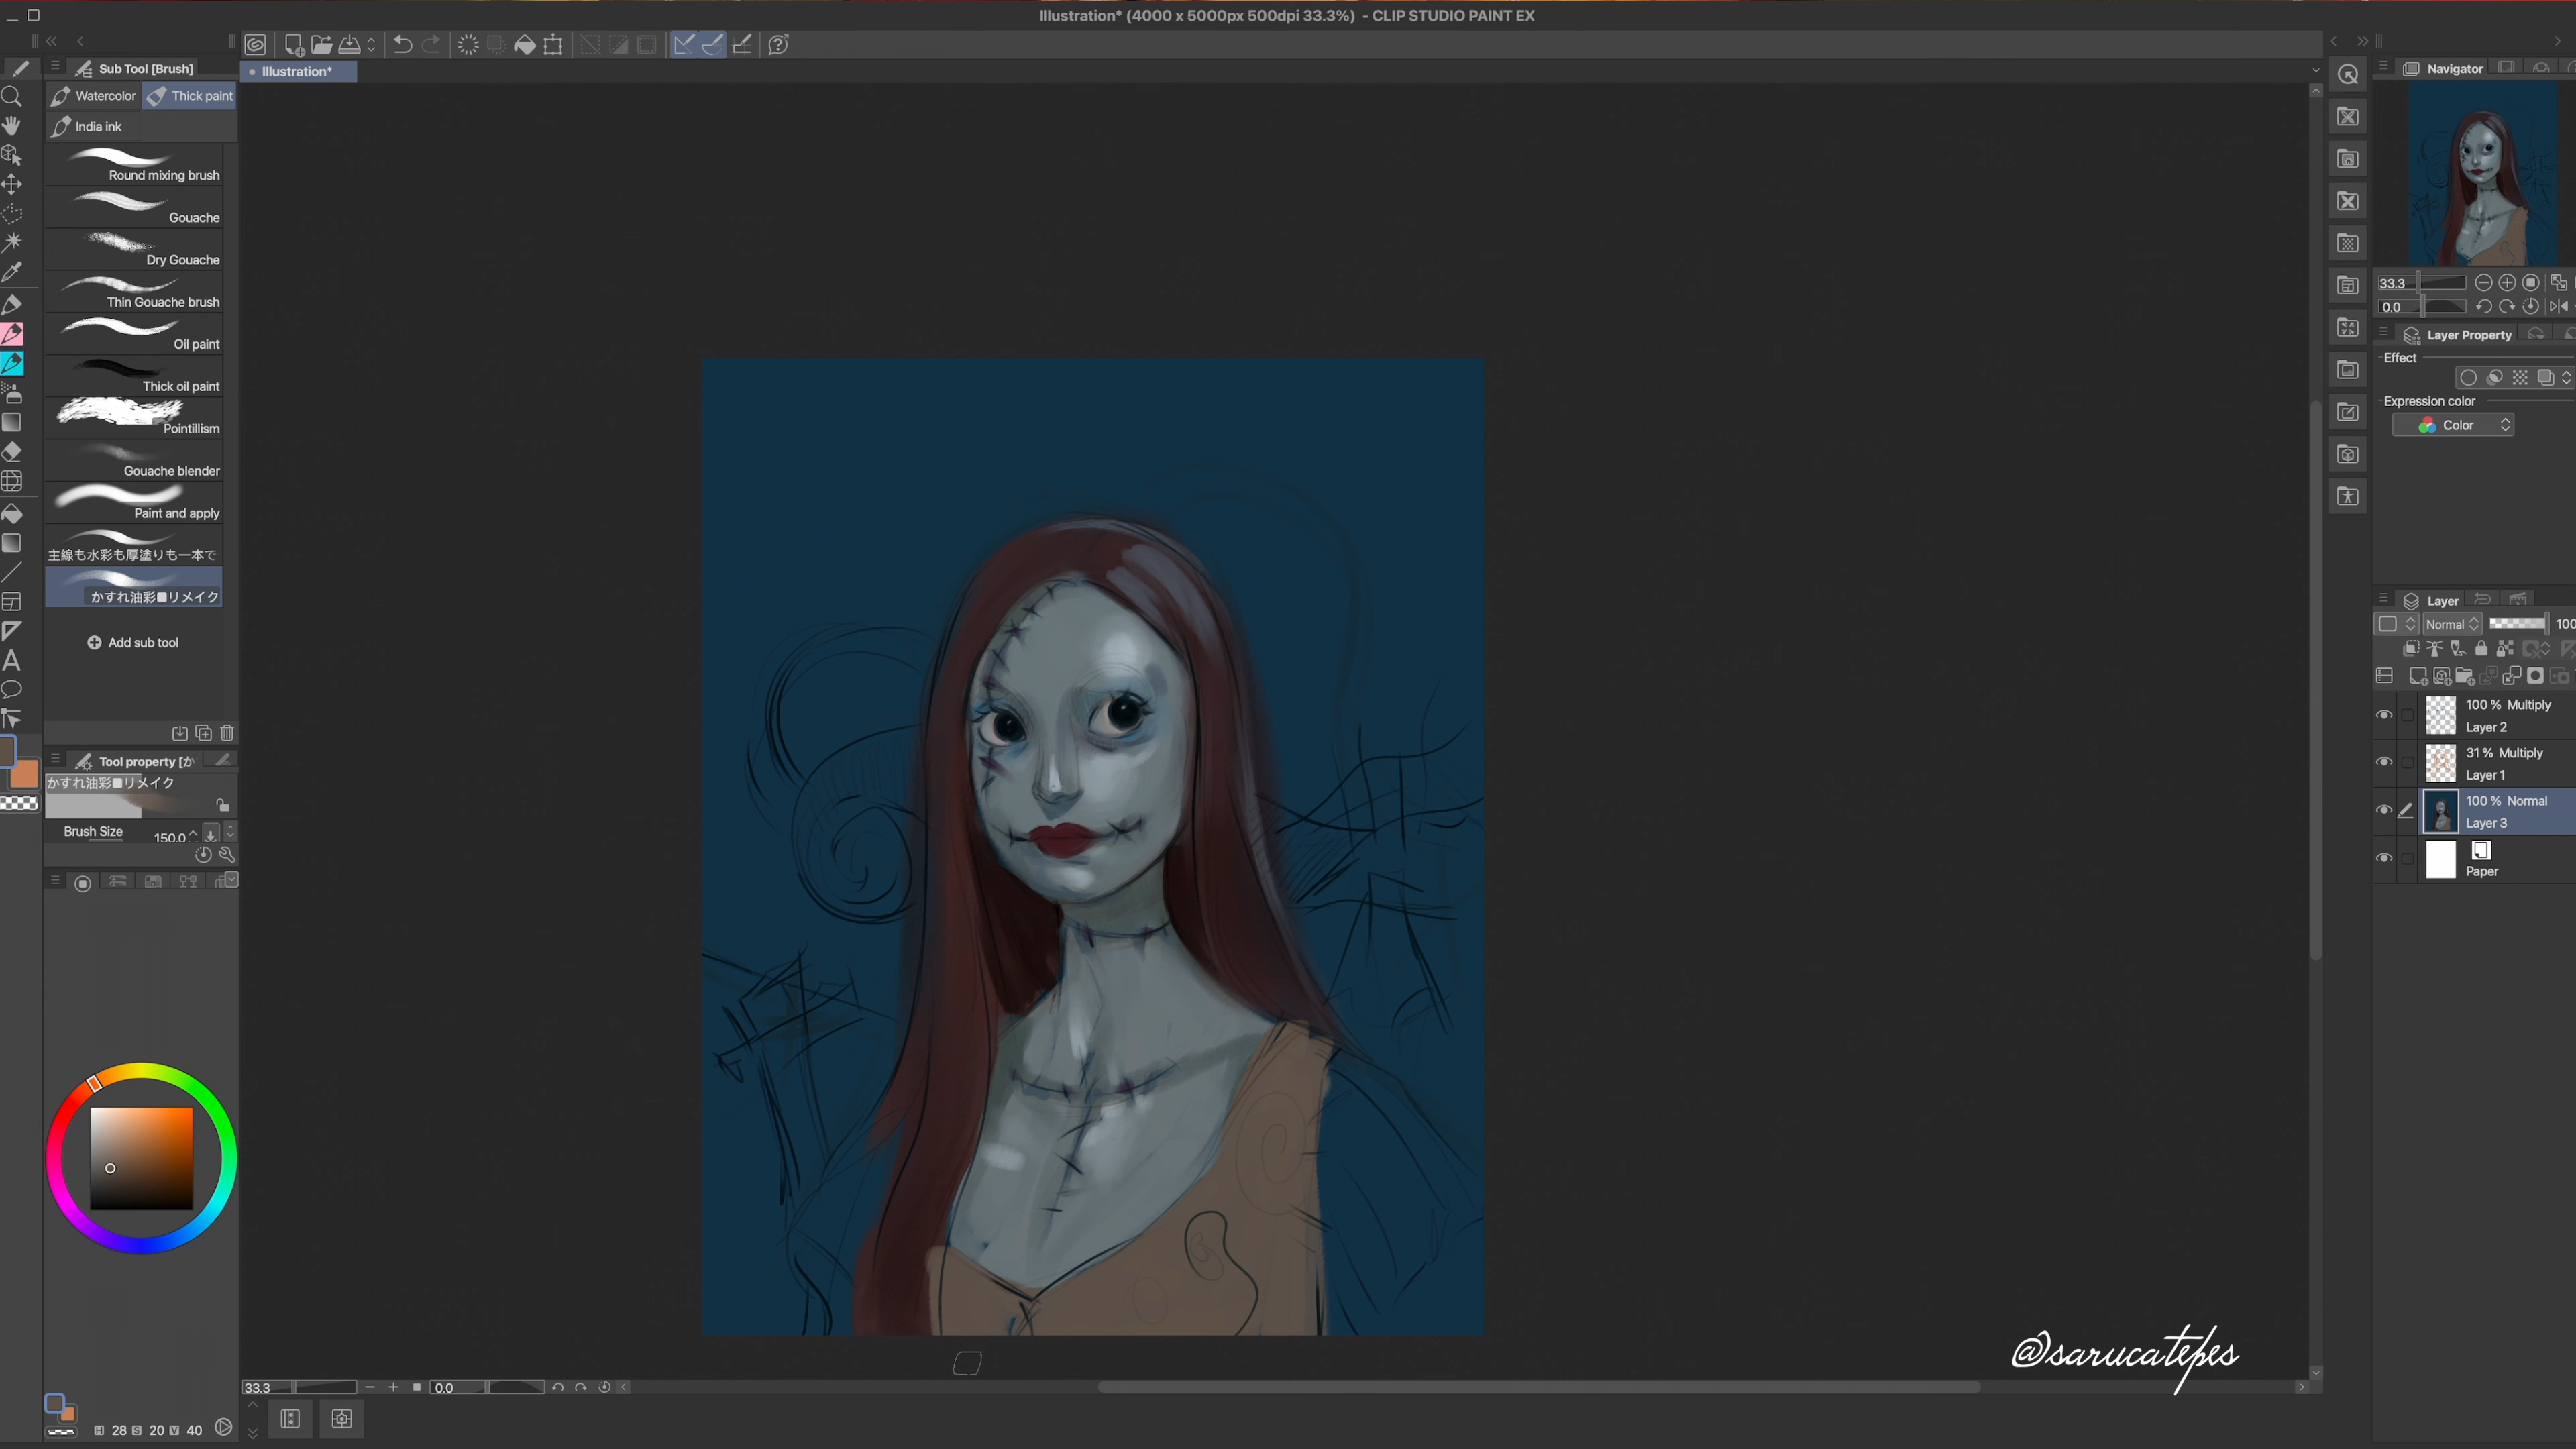 Illustration* (4000 x 5000px 500dpi 33.3%) - CLIP STUDIO PAINT EX
Sub Tool [Brush]
Illustration*
Watercolor
Thick paint
India ink
Round mixing brush
Gouache
Dry Gouache
Thin Gouache brush
Oil paint
Thick oil paint
Pointillism
Gouache blender
Paint and apply
主線も水彩も厚塗りも一本で
かすれ油彩■リメイク
Add sub tool
Tool property [か
かすれ油彩■リメイク
Brush Size
150.0
H 28 S 20 V 40
33.3
0.0
@sarucatepes
Navigator
33.3
0.0
Layer Property
Effect
Expression color
Color
Layer
Normal
100
100 % Multiply
Layer 2
31 % Multiply
Layer 1
100 % Normal
Layer 3
Paper